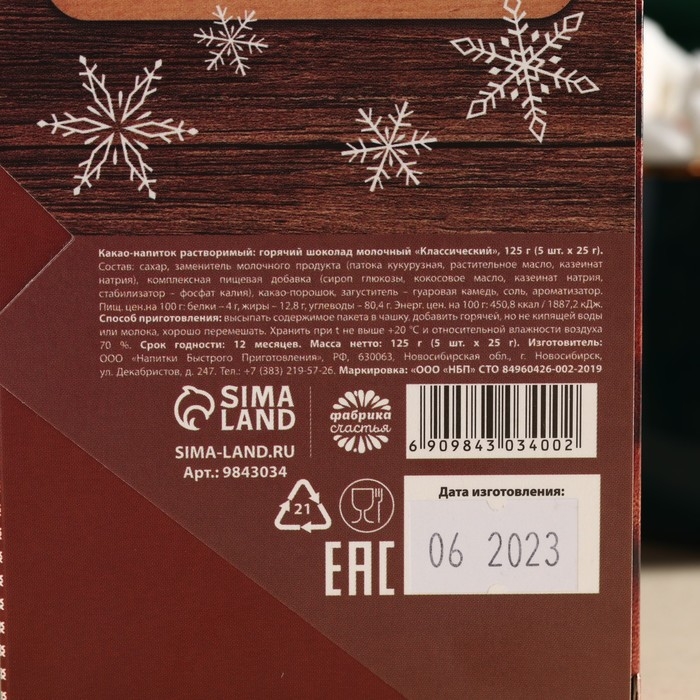 Какао-напиток растворимый: горячий шоколад молочный «Классический», 125 г (5 шт. х 25 г).
Состав: сахар, заменитель молочного продукта (патока кукурузная, растительное масло, казеинат
натрия), комплексная пищевая добавка (сироп глюкозы, кокосовое масло, казеинат натрия,
стабилизатор – фосфат калия), какао-порошок, загуститель – гуаровая камедь, соль, ароматизатор.
Пищ. цен.на 100 г: белки – 4 г, жиры – 12,8 г, углеводы – 80,4 г. Энерг. цен. на 100 г: 450,8 ккал / 1887,2 кДж.
Способ приготовления: высыпать содержимое пакета в чашку, добавить горячей, но не кипящей воды
или молока, хорошо перемешать. Хранить при t не выше +20 °С и относительной влажности воздуха
70 %. Срок годности: 12 месяцев. Масса нетто: 125 г (5 шт. х 25 г). Изготовитель:
ООО «Напитки Быстрого Приготовления», РФ, 630063, Новосибирская обл., г. Новосибирск,
ул. Декабристов, д. 247. Тел.: +7 (383) 219-57-26. Маркировка: «ООО «НБП» СТО 84960426-002-2019
SIMA
LAND
фабрика
счастья
SIMA-LAND.RU
Арт.: 9843034
6 909843 034002
21
Дата изготовления:
06 2023
EAC